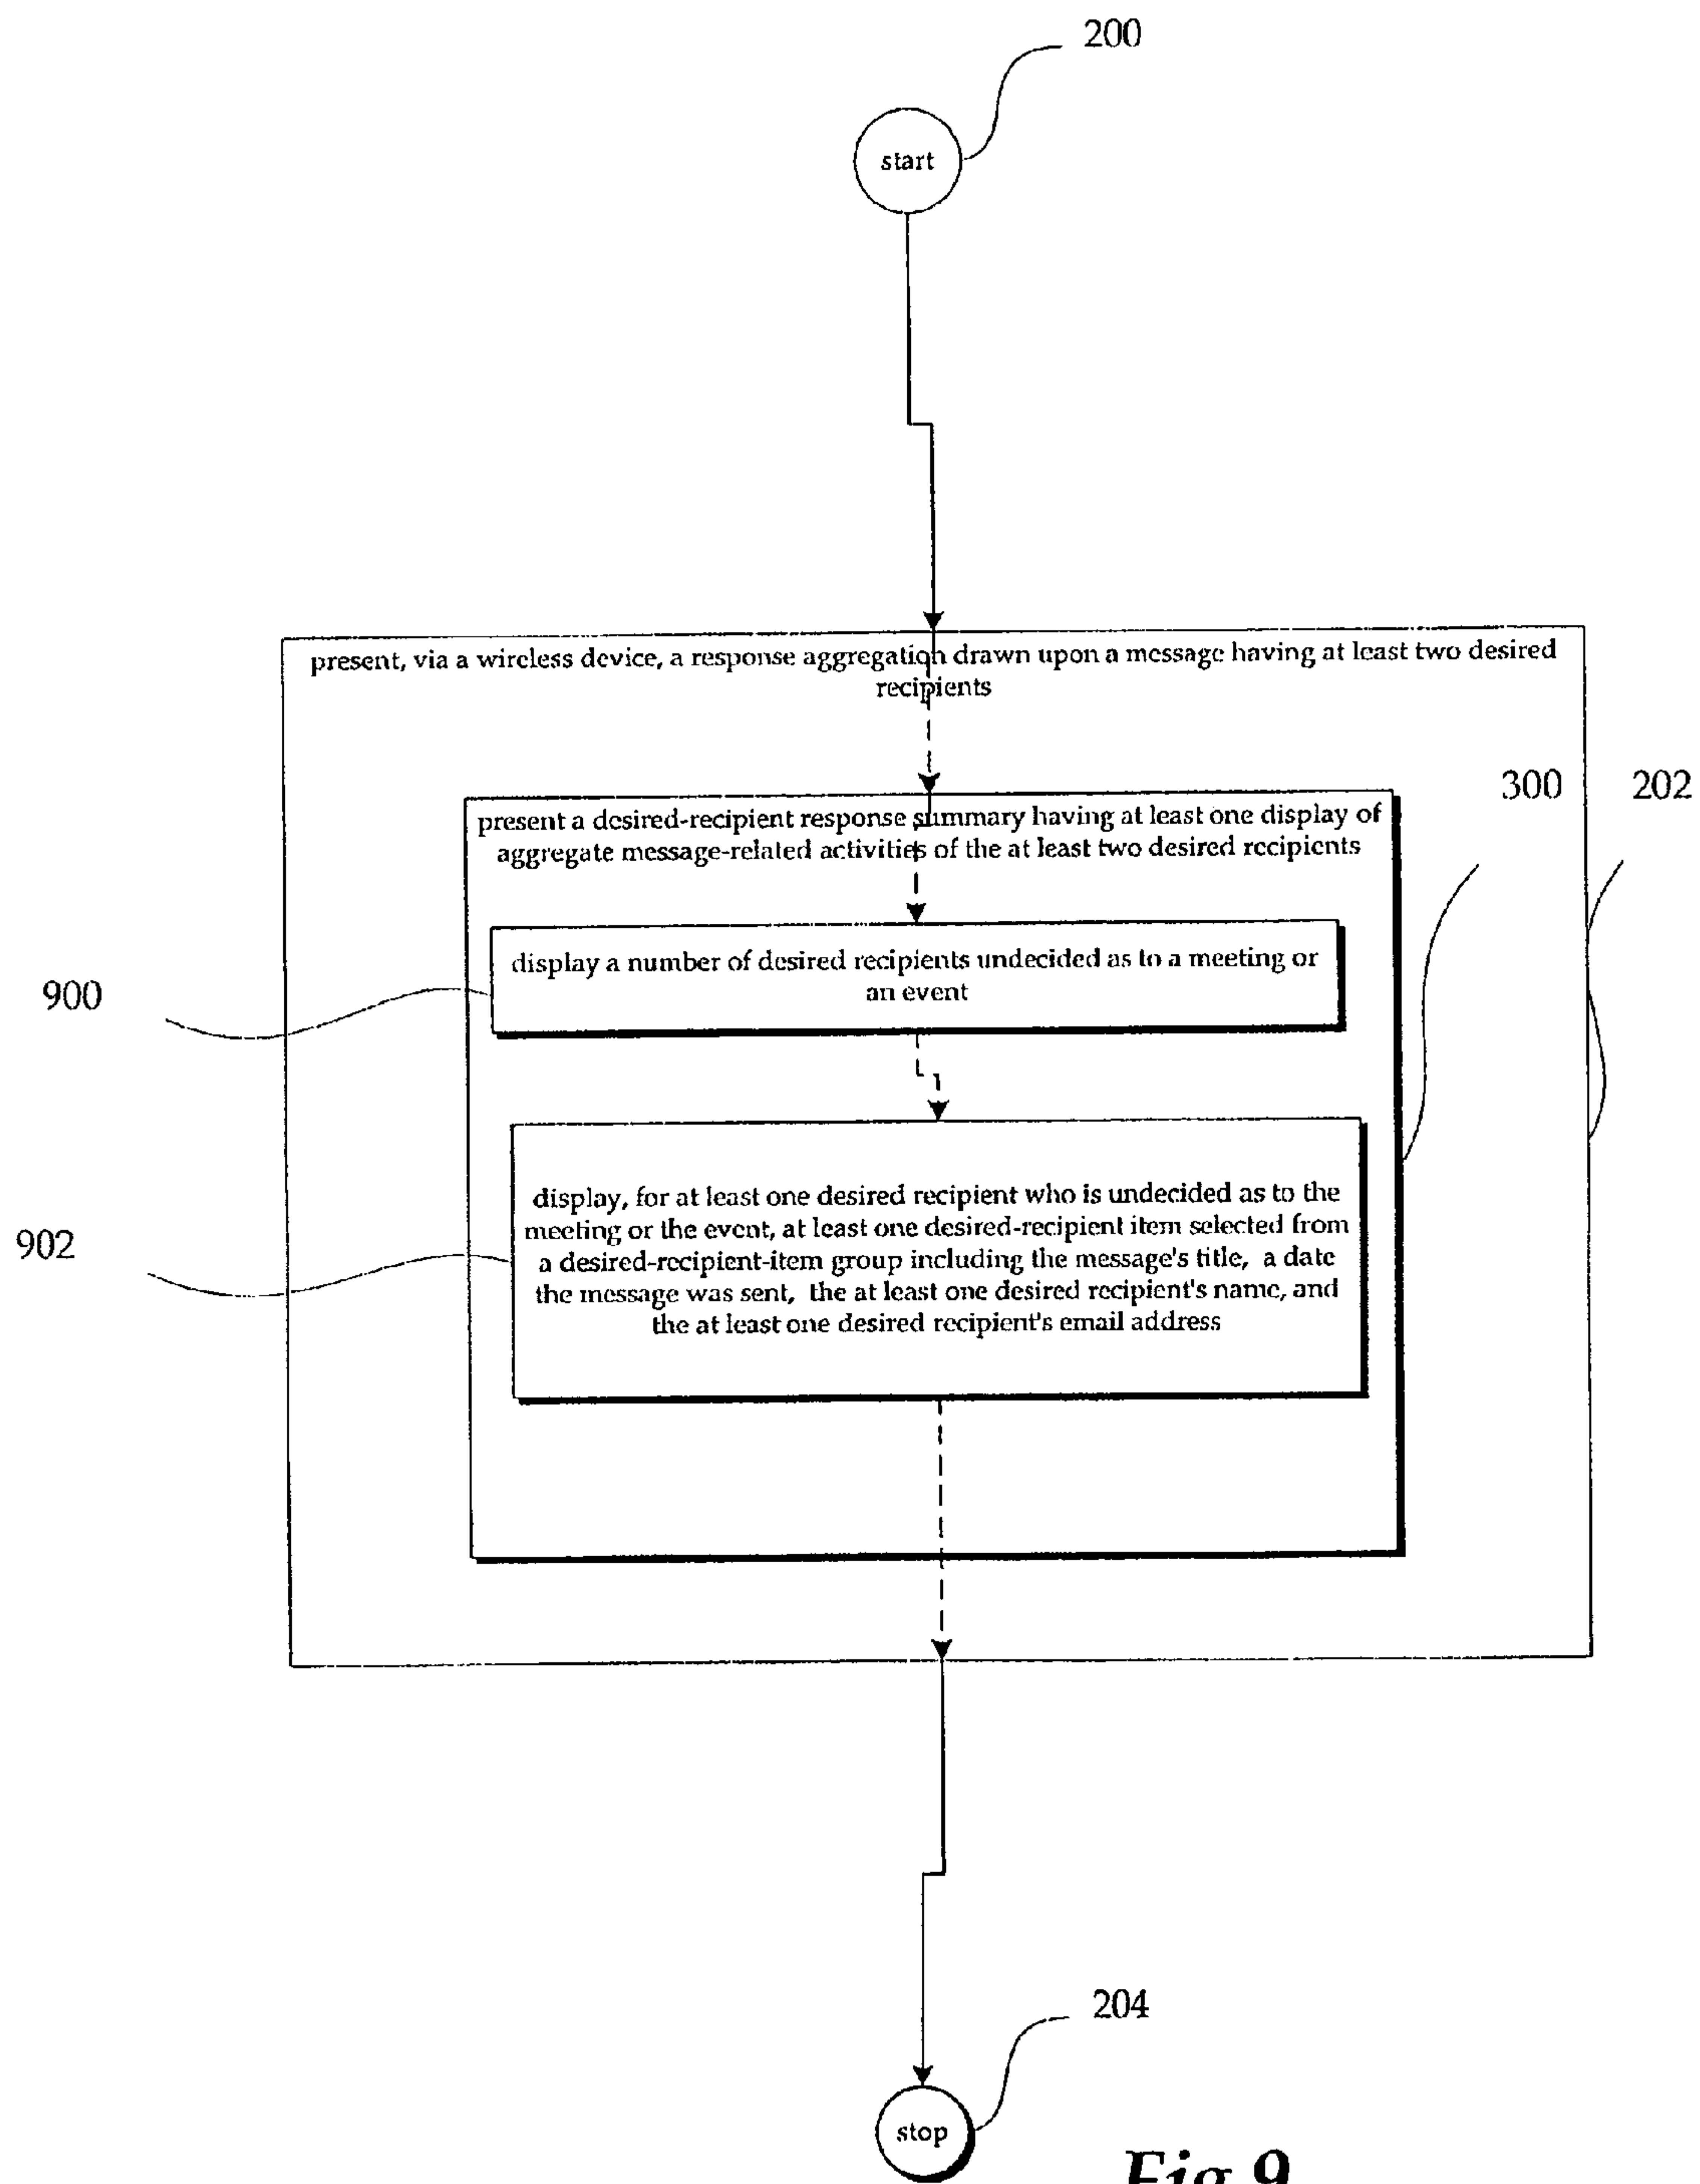 200
start
present, via a wireless device, a response aggregation drawn upon a message having at least two desired
recipients
300
202
present a desired-recipient response summary having at least one display of
aggregate message-related activities of the at least two desired recipients
900
display a number of desired recipients undecided as to a meeting or
an event
902
display, for at least one desired recipient who is undecided as to the
meeting or the event, at least one desired-recipient item selected from
a desired-recipient-item group including the message's title, a date
the message was sent, the at least one desired recipient's name, and
the at least one desired recipient's email address
204
stop
Fig 9